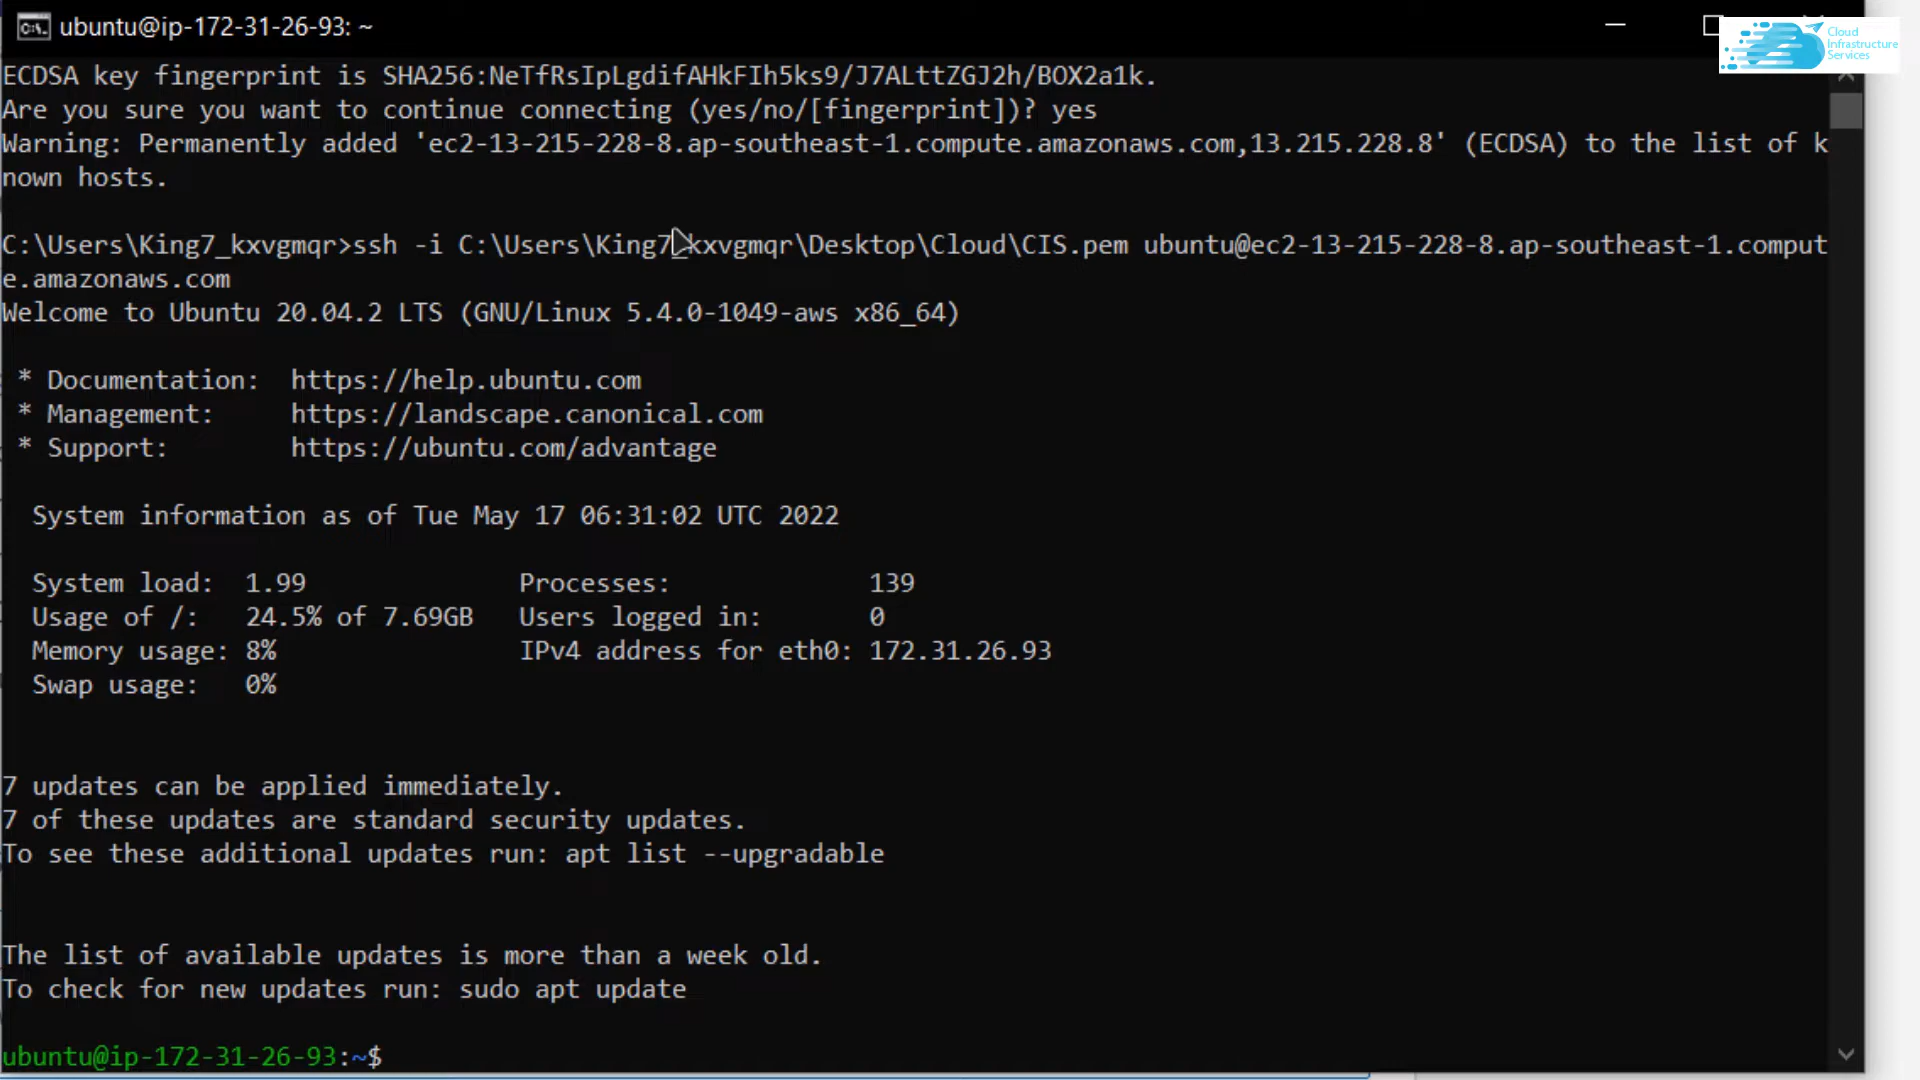 ubuntu@ip-172-31-26-93: ~
Cloud
Infrastructure
Services
ECDSA key fingerprint is SHA256:NeTfRsIpLgdifAHkFIh5ks9/J7ALttZGJ2h/BOX2a1k.
Are you sure you want to continue connecting (yes/no/[fingerprint])? yes
Warning: Permanently added 'ec2-13-215-228-8.ap-southeast-1.compute.amazonaws.com,13.215.228.8' (ECDSA) to the list of k
nown hosts.
C:\Users\King7_kxvgmqr>ssh -i C:\Users\King7_kxvgmqr\Desktop\Cloud\CIS.pem ubuntu@ec2-13-215-228-8.ap-southeast-1.comput
e.amazonaws.com
Welcome to Ubuntu 20.04.2 LTS (GNU/Linux 5.4.0-1049-aws x86_64)
* Documentation:  https://help.ubuntu.com
* Management:     https://landscape.canonical.com
* Support:        https://ubuntu.com/advantage
System information as of Tue May 17 06:31:02 UTC 2022
System load:  1.99              Processes:             139
Usage of /:   24.5% of 7.69GB   Users logged in:       0
Memory usage: 8%                IPv4 address for eth0: 172.31.26.93
Swap usage:   0%
7 updates can be applied immediately.
7 of these updates are standard security updates.
To see these additional updates run: apt list --upgradable
The list of available updates is more than a week old.
To check for new updates run: sudo apt update
ubuntu@ip-172-31-26-93:~$